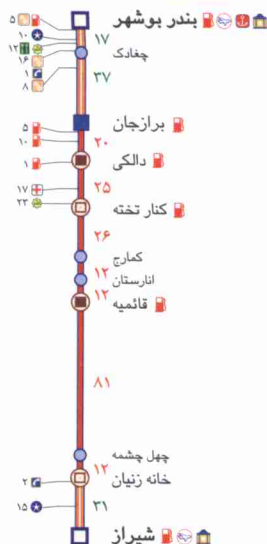 بندر بوشهر
۵
۱۰
۱۷
۱۲
چغادک
۱۶
۱
۳۷
۸
برازجان
۵
۱۰
۲۰
دالکی
۱
۲۵
۱۷
کنار تخته
۲۳
۲۶
کمارج
۱۲
انارستان
۱۲
قائمیه
۸۱
چهل چشمه
۱۲
خانه زنیان
۲
۳۱
۱۵
شیراز